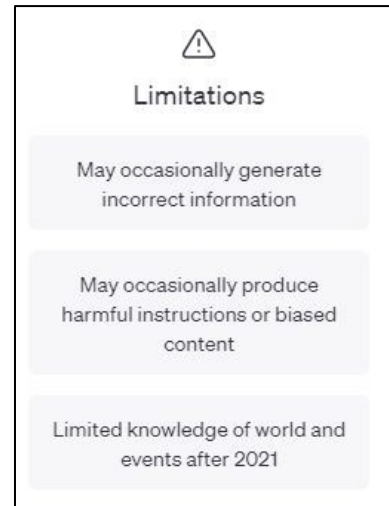 Limitations
May occasionally generate
incorrect information
May occasionally produce
harmful instructions or biased
content
Limited knowledge of world and
events after 2021